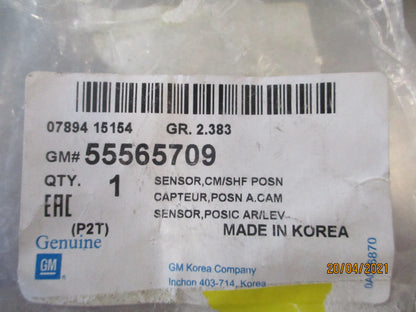 07894 15154 GR. 2.383
GM# 55565709
QTY. 1 SENSOR,CM/SHF POSN
CAPTEUR,POSN A.CAM
EAC SENSOR,POSIC AR/LEV
(P2T) MADE IN KOREA
Genuine
GM
GM Korea Company
Inchon 403-714, Korea
20/04/2021